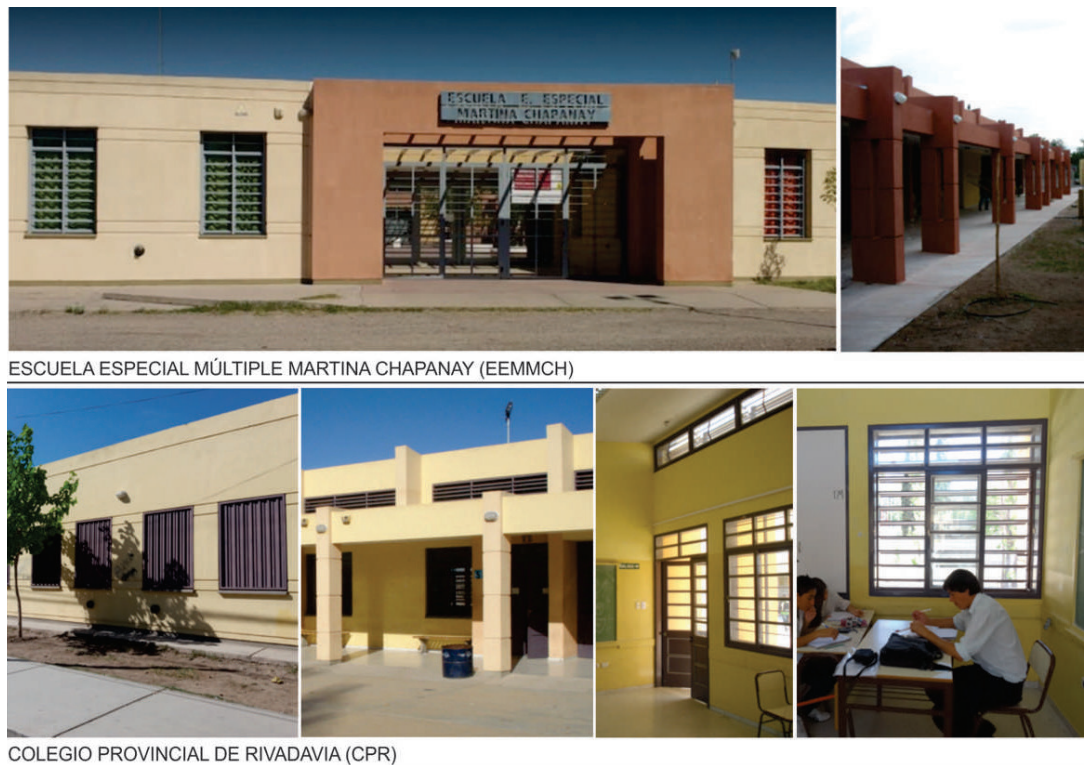 ESCUELA E. ESPECIAL
MARTINA CHAPANAY
ESCUELA ESPECIAL MÚLTIPLE MARTINA CHAPANAY (EEMMCH)
COLEGIO PROVINCIAL DE RIVADAVIA (CPR)